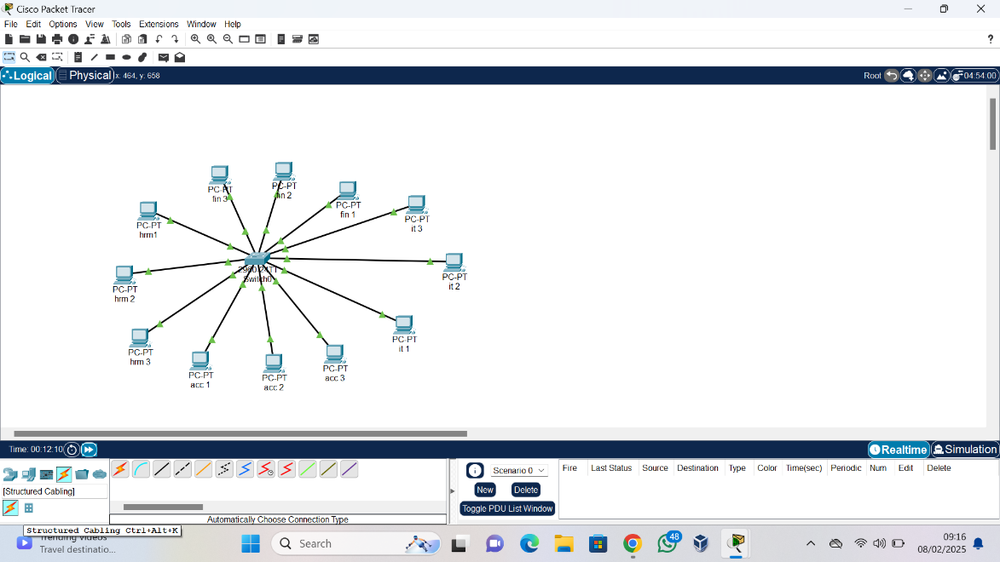 Cisco Packet Tracer
File Edit Options View Tools Extensions Window Help
?
Logical Physical x: 464, y: 658 Root 04:54:00
PC-PT
fin 3
PC-PT
fin 2
PC-PT
fin 1
PC-PT
it 3
PC-PT
hrm1
2960-24TT
Switch0
PC-PT
it 2
PC-PT
hrm 2
PC-PT
it 1
PC-PT
hrm 3
PC-PT
acc 1
PC-PT
acc 2
PC-PT
acc 3
Time: 00:12:10 Realtime Simulation
[Structured Cabling]
Automatically Choose Connection Type
Scenario 0
New Delete
Toggle PDU List Window
Fire Last Status Source Destination Type Color Time(sec) Periodic Num Edit Delete
Structured Cabling Ctrl+Alt+K
Trending videos
Travel destinatio...
Search
48
09:16
08/02/2025